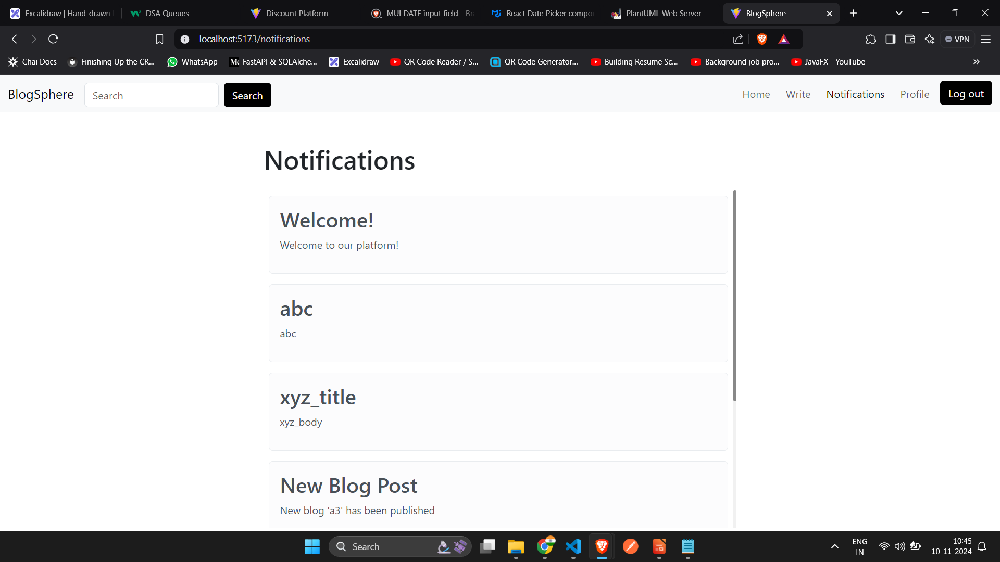 Excalidraw | Hand-drawn
DSA Queues
Discount Platform
MUI DATE input field - Bra
React Date Picker compo
PlantUML Web Server
BlogSphere
localhost:5173/notifications
VPN
Chai Docs
Finishing Up the CR...
WhatsApp
FastAPI & SQLAlche...
Excalidraw
QR Code Reader / S...
QR Code Generator...
Building Resume Sc...
Background job pro...
JavaFX - YouTube
BlogSphere
Search
Search
Home
Write
Notifications
Profile
Log out
Notifications
Welcome!
Welcome to our platform!
abc
abc
xyz_title
xyz_body
New Blog Post
New blog 'a3' has been published
Search
ENG
IN
10:45
10-11-2024